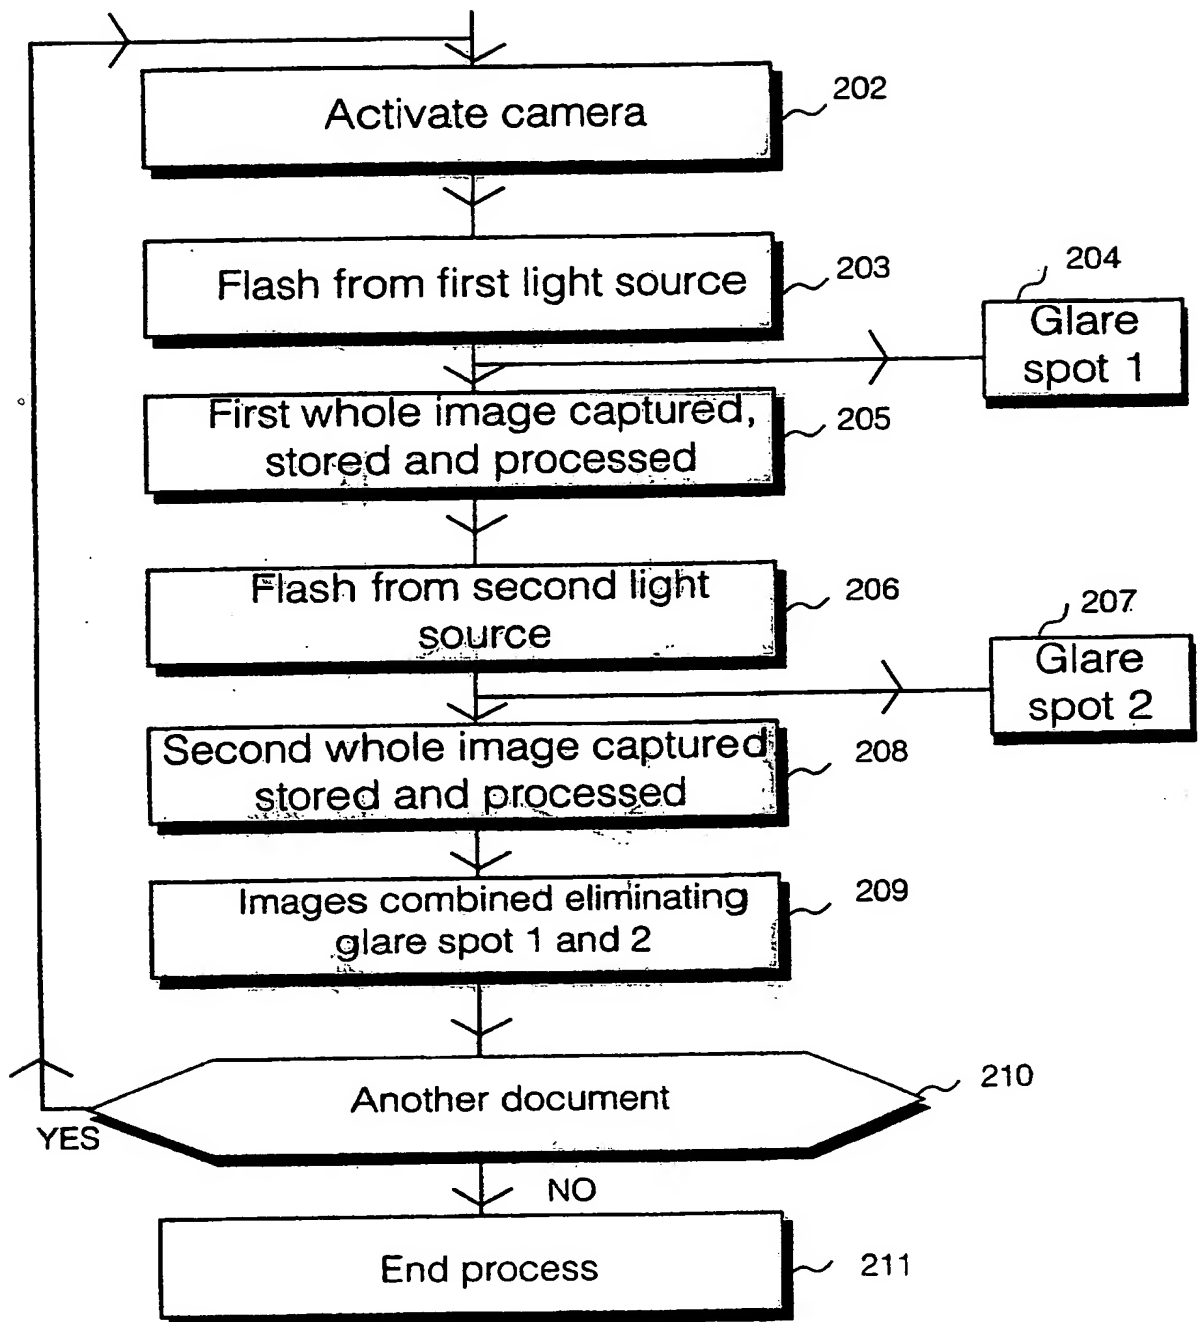 Activate camera
202
Flash from first light source
203
204
Glare
spot 1
First whole image captured,
stored and processed
205
Flash from second light
source
206
207
Glare
spot 2
Second whole image captured
stored and processed
208
Images combined eliminating
glare spot 1 and 2
209
Another document
210
YES
NO
End process
211